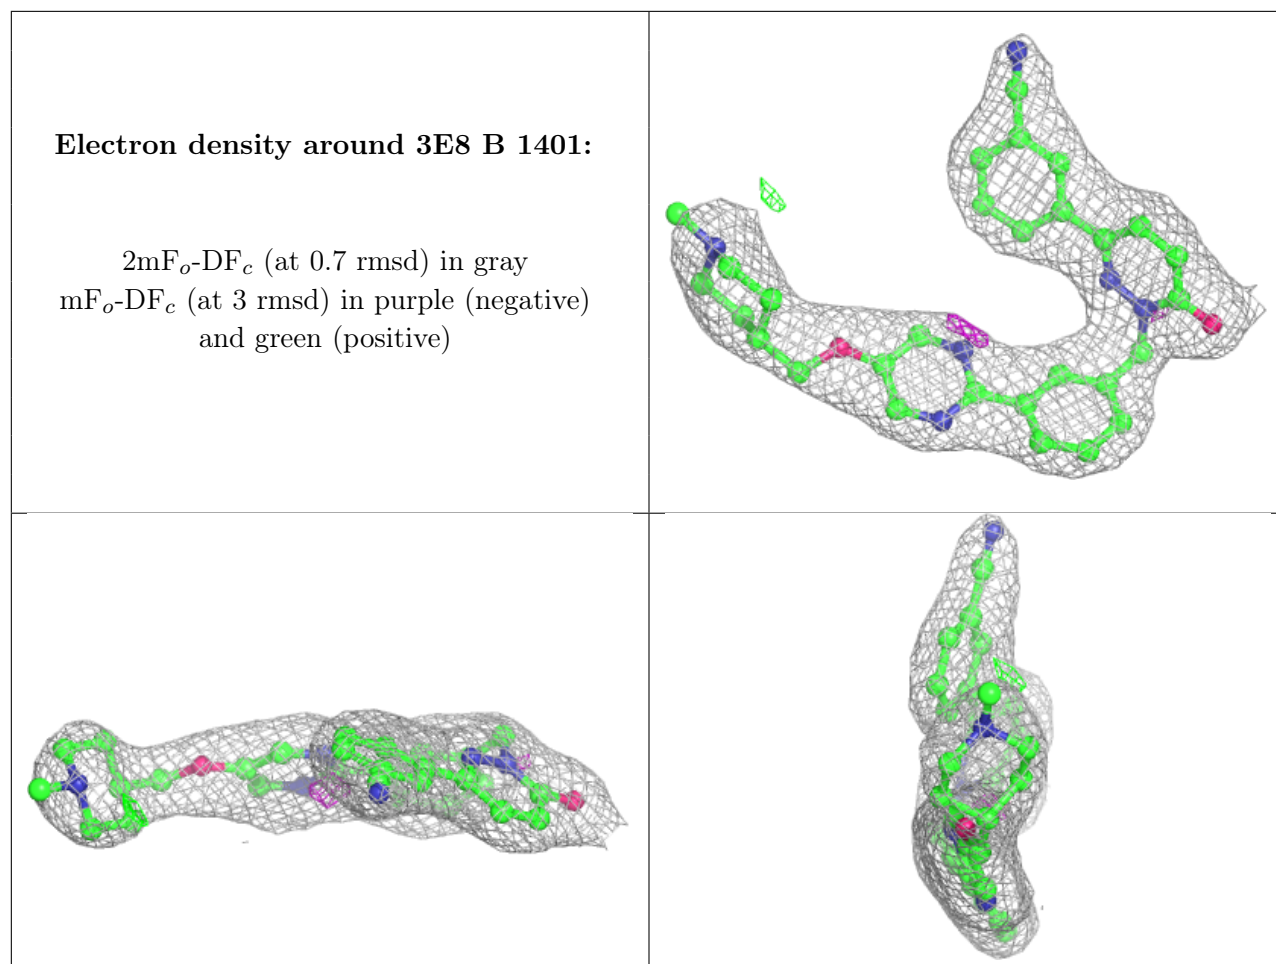 Electron density around 3E8 B 1401:
2mFo-DFc (at 0.7 rmsd) in gray
mFo-DFc (at 3 rmsd) in purple (negative)
and green (positive)